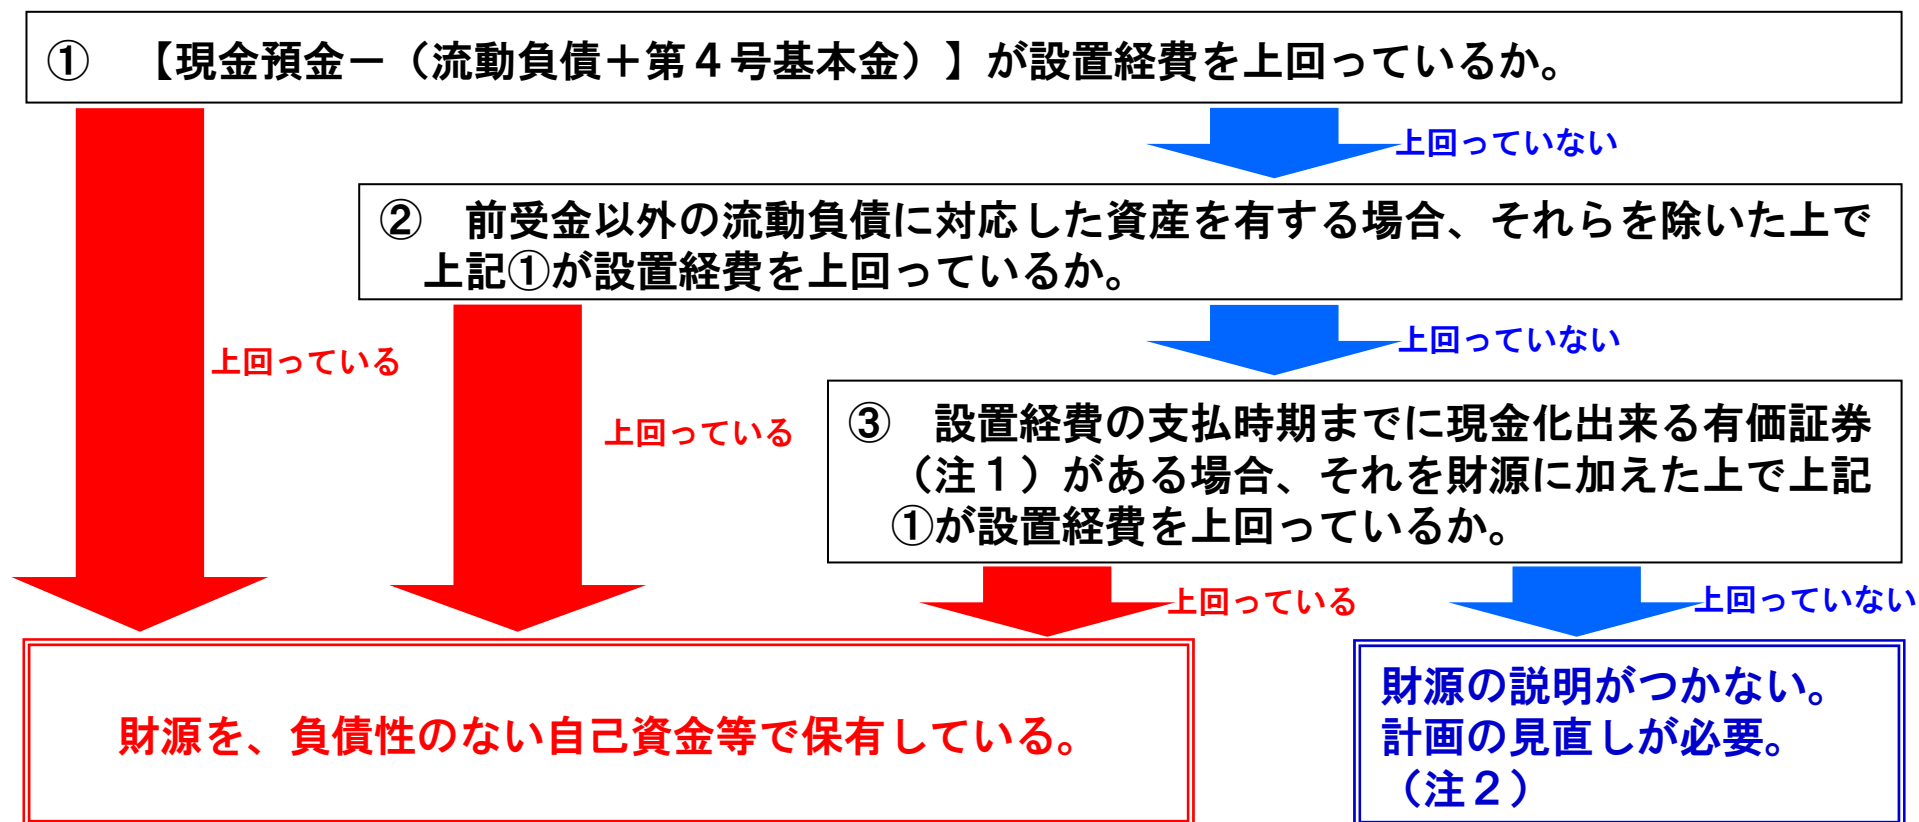 ① 【現金預金－（流動負債＋第４号基本金）】が設置経費を上回っているか。
上回っていない
② 前受金以外の流動負債に対応した資産を有する場合、それらを除いた上で
上記①が設置経費を上回っているか。
上回っている
上回っていない
上回っている
③ 設置経費の支払時期までに現金化出来る有価証券
（注１）がある場合、それを財源に加えた上で上記
①が設置経費を上回っているか。
上回っている
上回っていない
財源を、負債性のない自己資金等で保有している。
財源の説明がつかない。
計画の見直しが必要。
（注２）